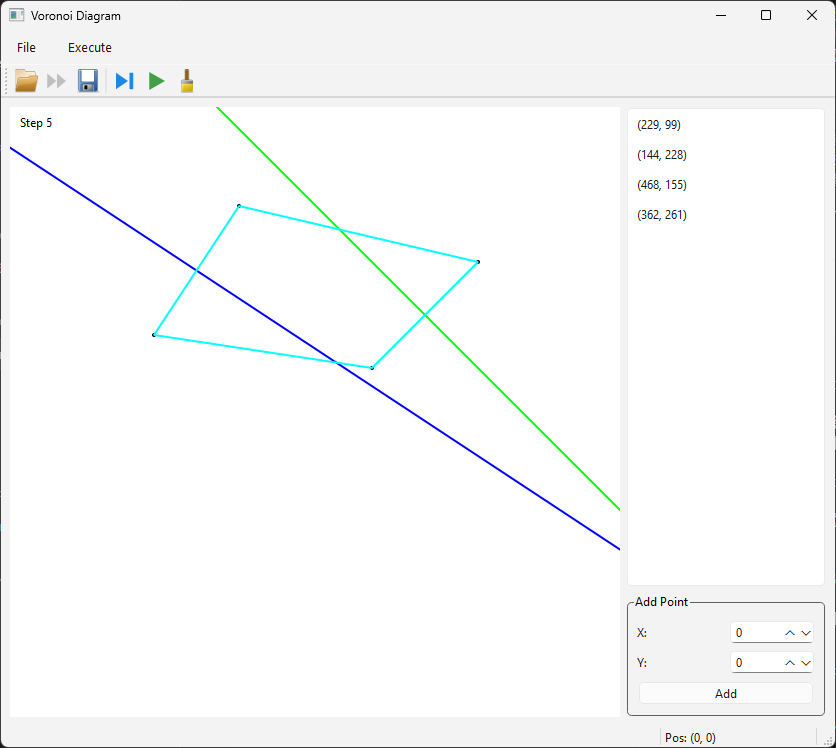 Voronoi Diagram
File Execute
Step 5
(229, 99)
(144, 228)
(468, 155)
(362, 261)
Add Point
X: 0
Y: 0
Add
Pos: (0, 0)